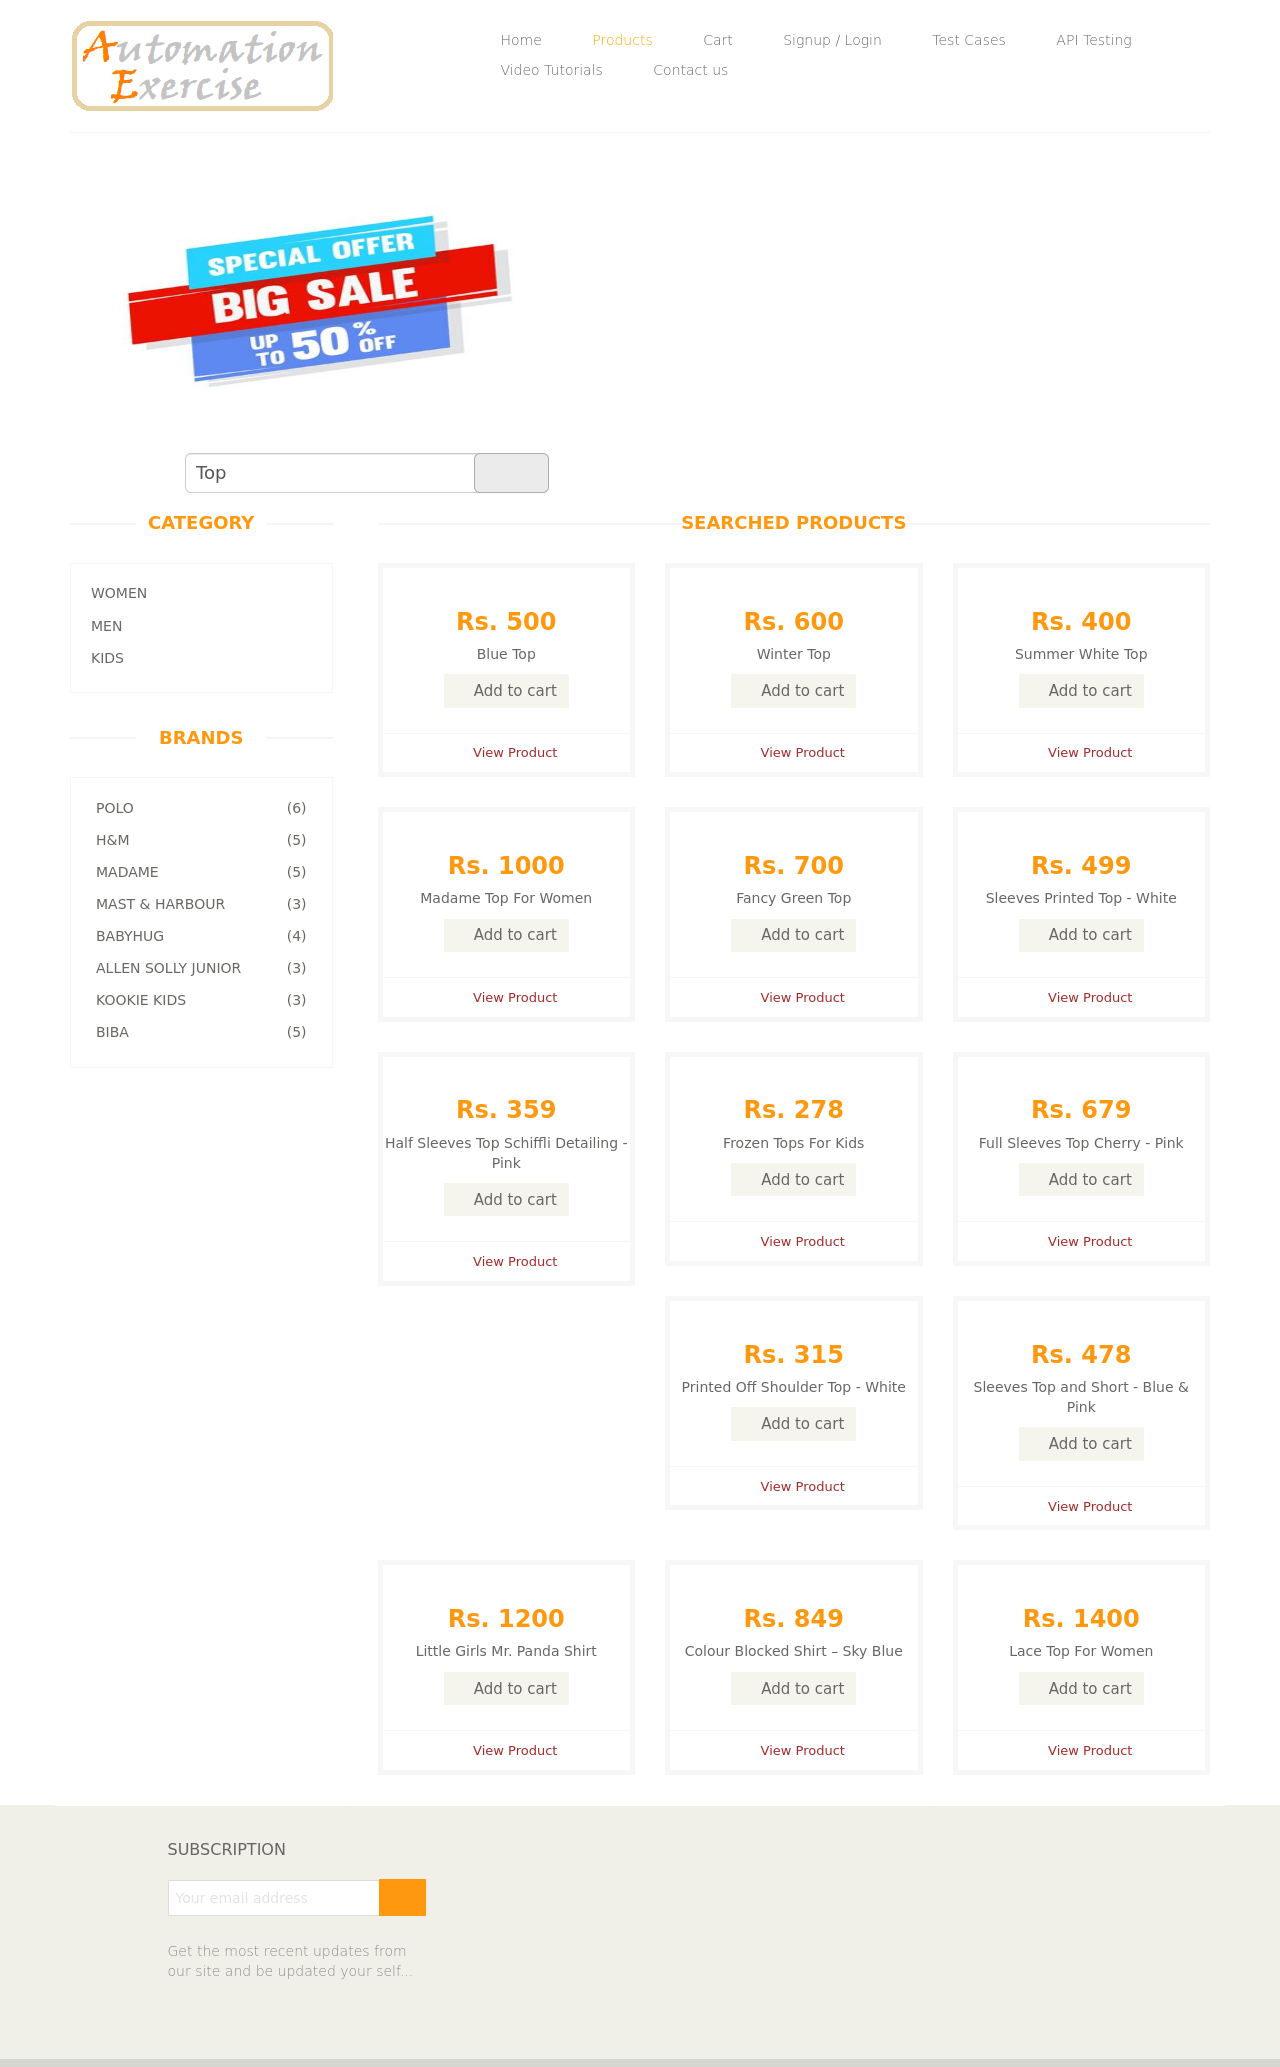 Automation
Exercise
Home Products Cart Signup / Login Test Cases API Testing
Video Tutorials Contact us
SPECIAL OFFER
BIG SALE
UP TO 50% OFF
Top
CATEGORY
WOMEN
MEN
KIDS
BRANDS
POLO (6)
H&M (5)
MADAME (5)
MAST & HARBOUR (3)
BABYHUG (4)
ALLEN SOLLY JUNIOR (3)
KOOKIE KIDS (3)
BIBA (5)
SEARCHED PRODUCTS
Rs. 500
Blue Top
Add to cart
View Product
Rs. 600
Winter Top
Add to cart
View Product
Rs. 400
Summer White Top
Add to cart
View Product
Rs. 1000
Madame Top For Women
Add to cart
View Product
Rs. 700
Fancy Green Top
Add to cart
View Product
Rs. 499
Sleeves Printed Top - White
Add to cart
View Product
Rs. 359
Half Sleeves Top Schiffli Detailing -
Pink
Add to cart
View Product
Rs. 278
Frozen Tops For Kids
Add to cart
View Product
Rs. 679
Full Sleeves Top Cherry - Pink
Add to cart
View Product
Rs. 315
Printed Off Shoulder Top - White
Add to cart
View Product
Rs. 478
Sleeves Top and Short - Blue &
Pink
Add to cart
View Product
Rs. 1200
Little Girls Mr. Panda Shirt
Add to cart
View Product
Rs. 849
Colour Blocked Shirt – Sky Blue
Add to cart
View Product
Rs. 1400
Lace Top For Women
Add to cart
View Product
SUBSCRIPTION
Your email address
Get the most recent updates from
our site and be updated your self...